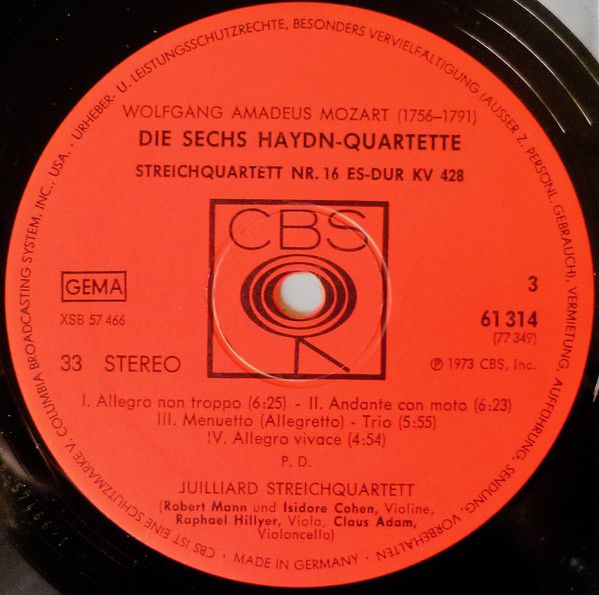 URHEBER- U. LEISTUNGSSCHUTZRECHTE, BESONDERS VERVIELFÄLTIGUNG (AUSSER Z. PERSÖNL. GEBRAUCH), VERMIETUNG, AUFFÜHRUNG, SENDUNG, VORBEHALTEN
WOLFGANG AMADEUS MOZART (1756–1791)
DIE SECHS HAYDN-QUARTETTE
STREICHQUARTETT NR. 16 ES-DUR KV 428
CBS
GEMA
3
XSB 57 466
61 314
(77 349)
33 STEREO
℗ 1973 CBS, Inc.
I. Allegro non troppo (6:25) - II. Andante con moto (6:23)
III. Menuetto (Allegretto) - Trio (5:55)
IV. Allegro vivace (4:54)
P. D.
JUILLIARD STREICHQUARTETT
(Robert Mann und Isidore Cohen, Violine,
Raphael Hillyer, Viola, Claus Adam,
Violoncello)
CBS IST EINE SCHUTZMARKE V. COLUMBIA BROADCASTING SYSTEM, INC., USA. ·
· MADE IN GERMANY ·